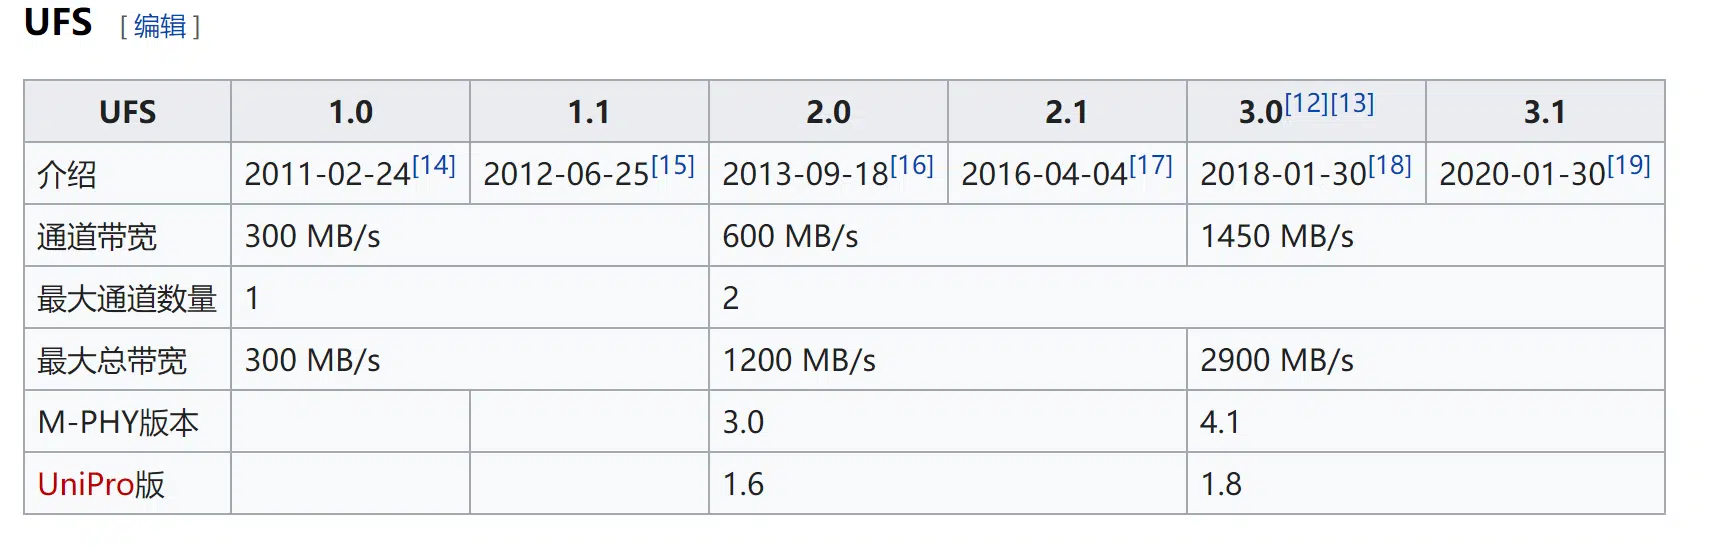 UFS [编辑]
UFS 1.0 1.1 2.0 2.1 3.0[12][13] 3.1
介绍 2011-02-24[14] 2012-06-25[15] 2013-09-18[16] 2016-04-04[17] 2018-01-30[18] 2020-01-30[19]
通道带宽 300 MB/s 600 MB/s 1450 MB/s
最大通道数量 1 2
最大总带宽 300 MB/s 1200 MB/s 2900 MB/s
M-PHY版本 3.0 4.1
UniPro版 1.6 1.8